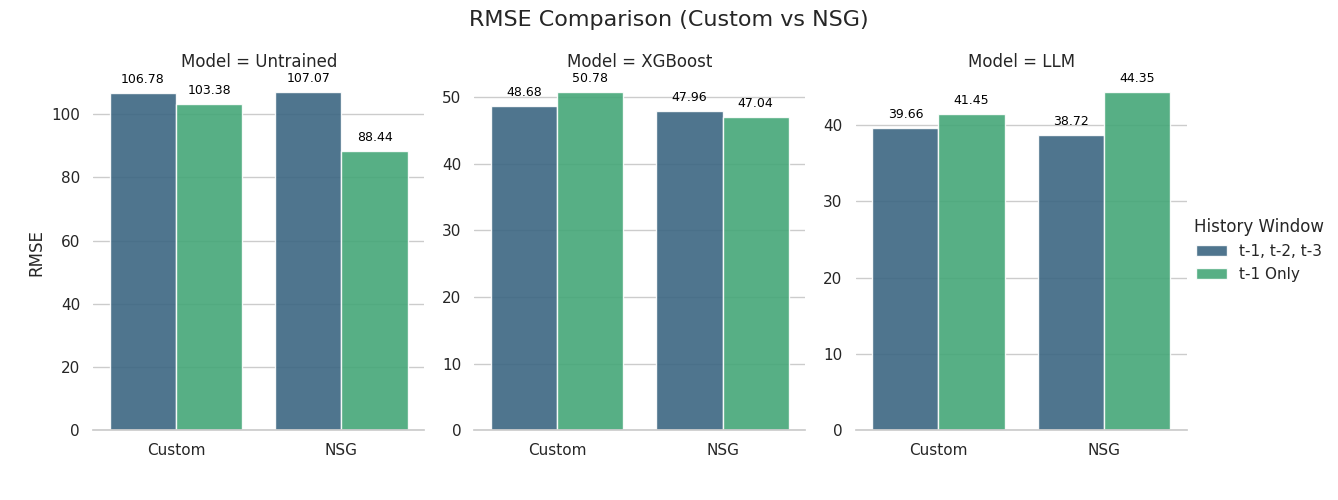 RMSE Comparison (Custom vs NSG)
Model = Untrained
Model = XGBoost
Model = LLM
106.78
103.38
107.07
88.44
48.68
50.78
47.96
47.04
39.66
41.45
38.72
44.35
RMSE
100
80
60
40
20
0
50
40
30
20
10
0
40
30
20
10
0
Custom
NSG
Custom
NSG
Custom
NSG
History Window
t-1, t-2, t-3
t-1 Only